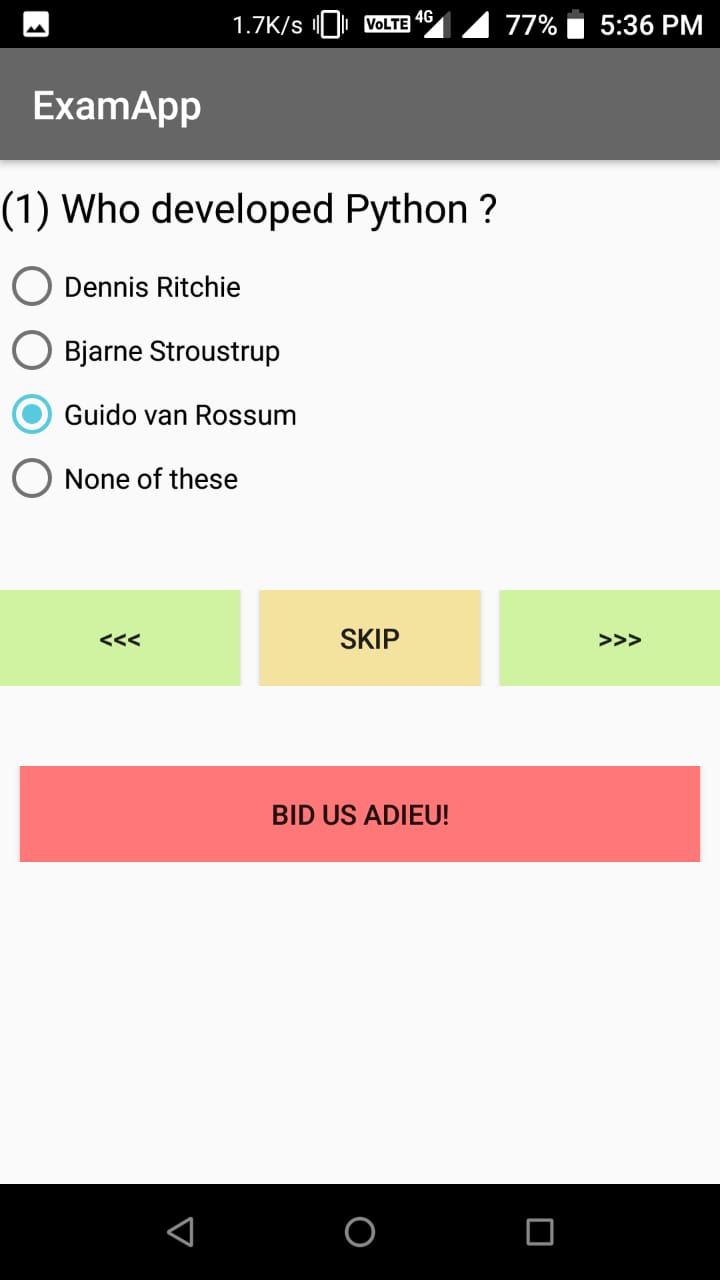 1.7K/s VoLTE 4G 77% 5:36 PM
ExamApp
(1) Who developed Python ?
Dennis Ritchie
Bjarne Stroustrup
Guido van Rossum
None of these
<<< SKIP >>>
BID US ADIEU!